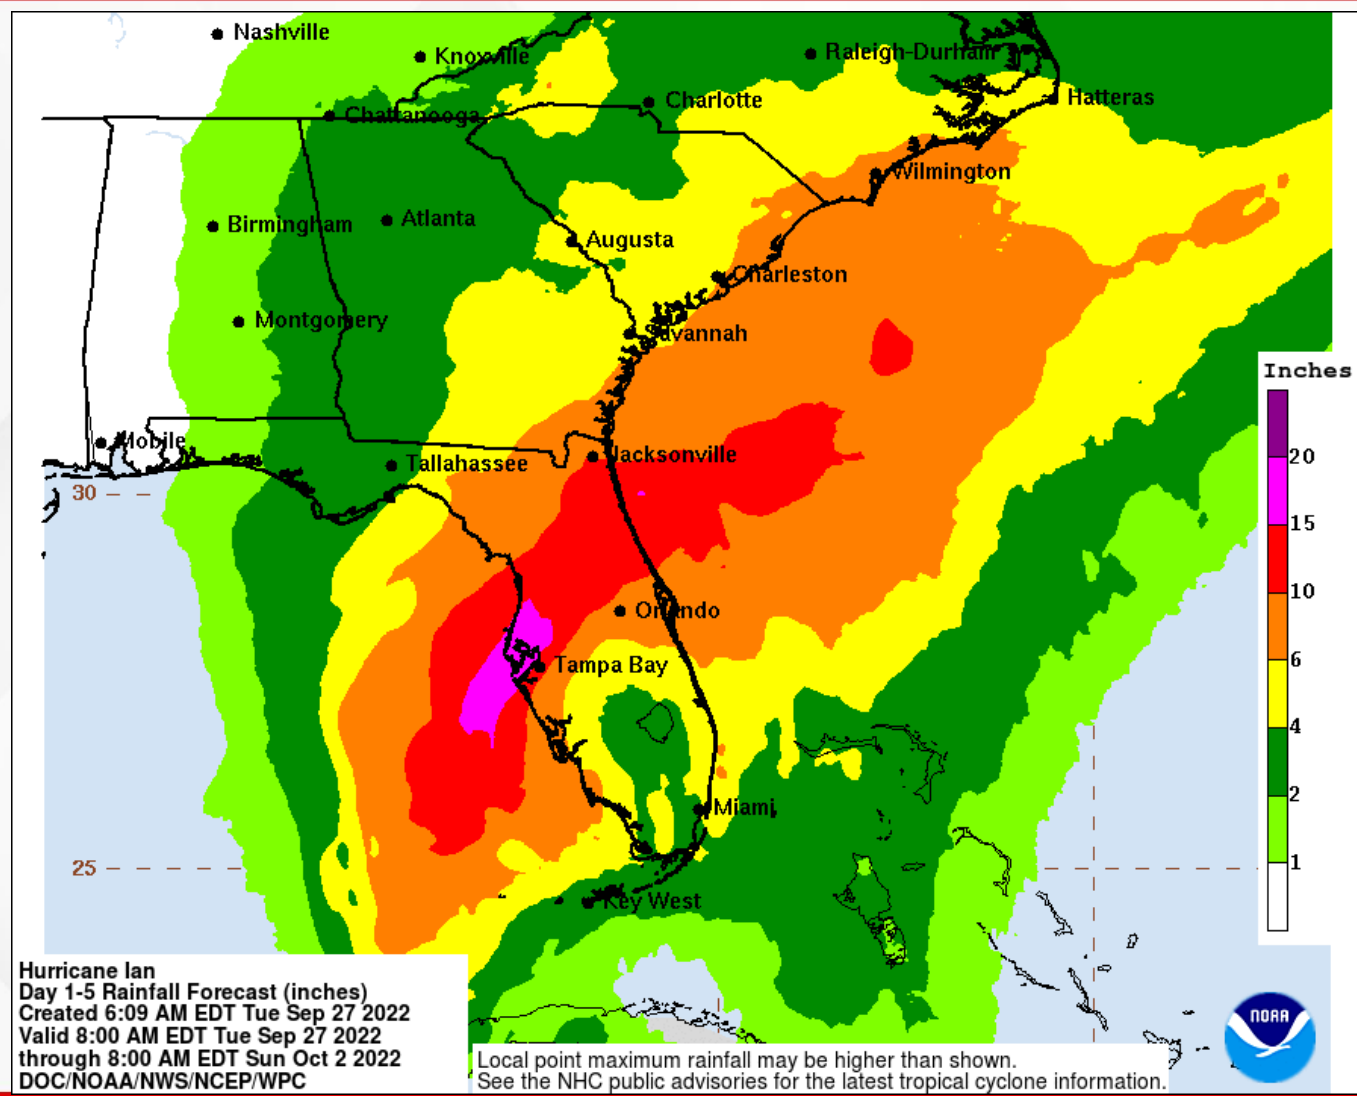 Nashville
Knoxville
Raleigh-Durham
Charlotte
Hatteras
Chattanooga
Wilmington
Birmingham
Atlanta
Augusta
Charleston
Montgomery
Savannah
Inches
Mobile
Jacksonville
20
Tallahassee
30
15
10
Orlando
6
Tampa Bay
4
2
Miami
1
25
Key West
Hurricane Ian
Day 1-5 Rainfall Forecast (inches)
Created 6:09 AM EDT Tue Sep 27 2022
Valid 8:00 AM EDT Tue Sep 27 2022
through 8:00 AM EDT Sun Oct 2 2022
DOC/NOAA/NWS/NCEP/WPC
Local point maximum rainfall may be higher than shown.
See the NHC public advisories for the latest tropical cyclone information.
NOAA